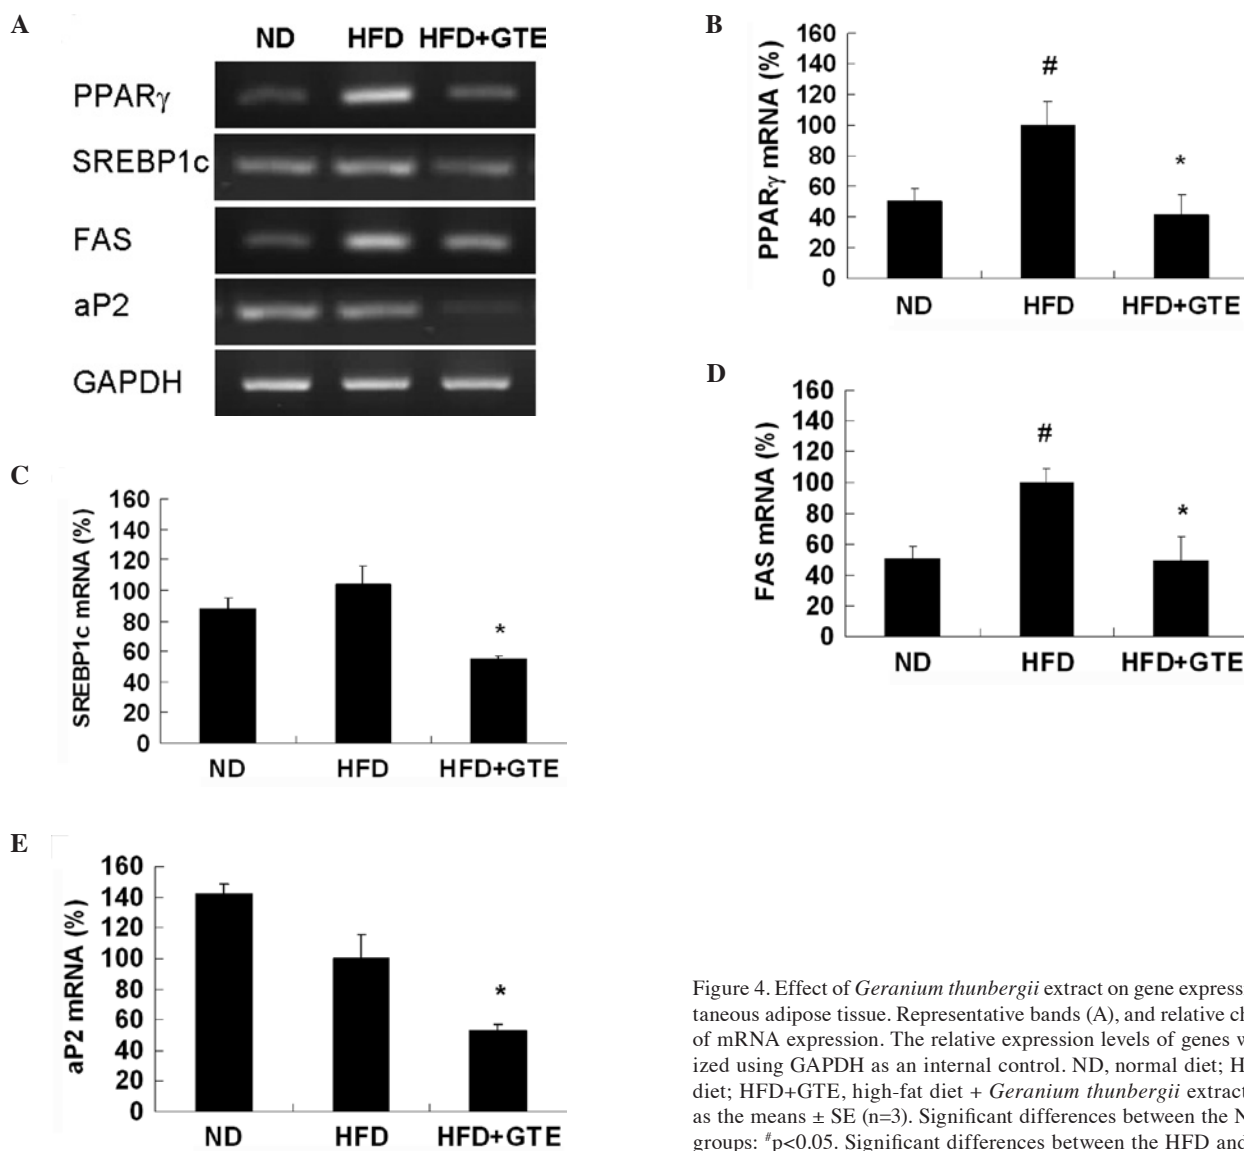 A
ND HFD HFD+GTE
PPARγ
SREBP1c
FAS
aP2
GAPDH
B
PPARγ mRNA (%)
160
140
120
100
80
60
40
20
0
#
*
ND HFD HFD+GTE
C
SREBP1c mRNA (%)
160
140
120
100
80
60
40
20
0
*
ND HFD HFD+GTE
D
FAS mRNA (%)
160
140
120
100
80
60
40
20
0
#
*
ND HFD HFD+GTE
E
aP2 mRNA (%)
160
140
120
100
80
60
40
20
0
*
ND HFD HFD+GTE
Figure 4. Effect of Geranium thunbergii extract on gene expressi
taneous adipose tissue. Representative bands (A), and relative ch
of mRNA expression. The relative expression levels of genes w
ized using GAPDH as an internal control. ND, normal diet; H
diet; HFD+GTE, high-fat diet + Geranium thunbergii extract
as the means ± SE (n=3). Significant differences between the N
groups: #p<0.05. Significant differences between the HFD and